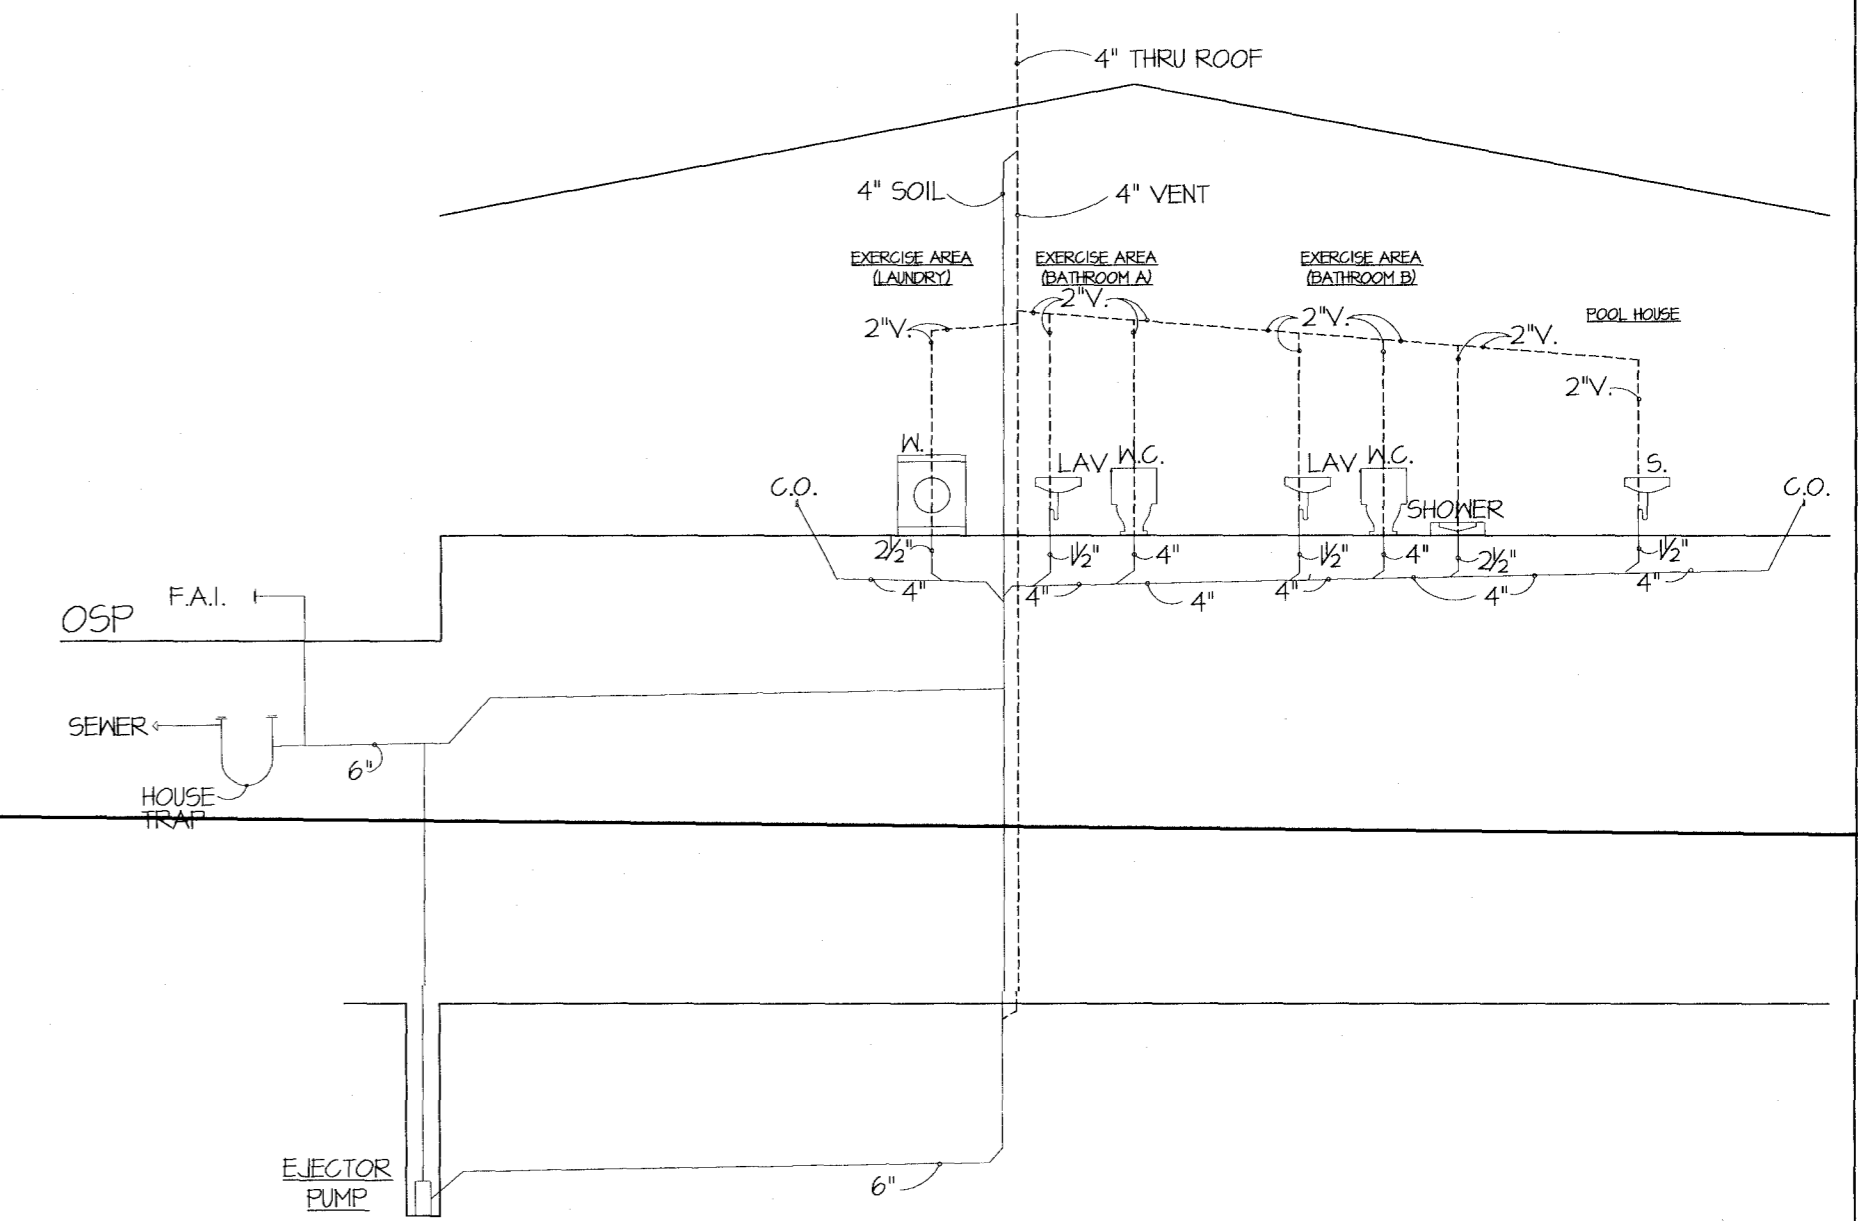 4" THRU ROOF
4" SOIL
4" VENT
EXERCISE AREA
(LAUNDRY)
EXERCISE AREA
(BATHROOM A)
EXERCISE AREA
(BATHROOM B)
POOL HOUSE
2"V.
2"V.
2"V.
2"V.
2"V.
W.
LAV
W.C.
LAV
W.C.
SHOWER
S.
C.O.
C.O.
2½"
1½"
4"
1½"
4"
2½"
1½"
4"
4"
4"
4"
1½"
4"
4"
F.A.I.
OSP
SEWER
6"
HOUSE
TRAP
EJECTOR
PUMP
6"